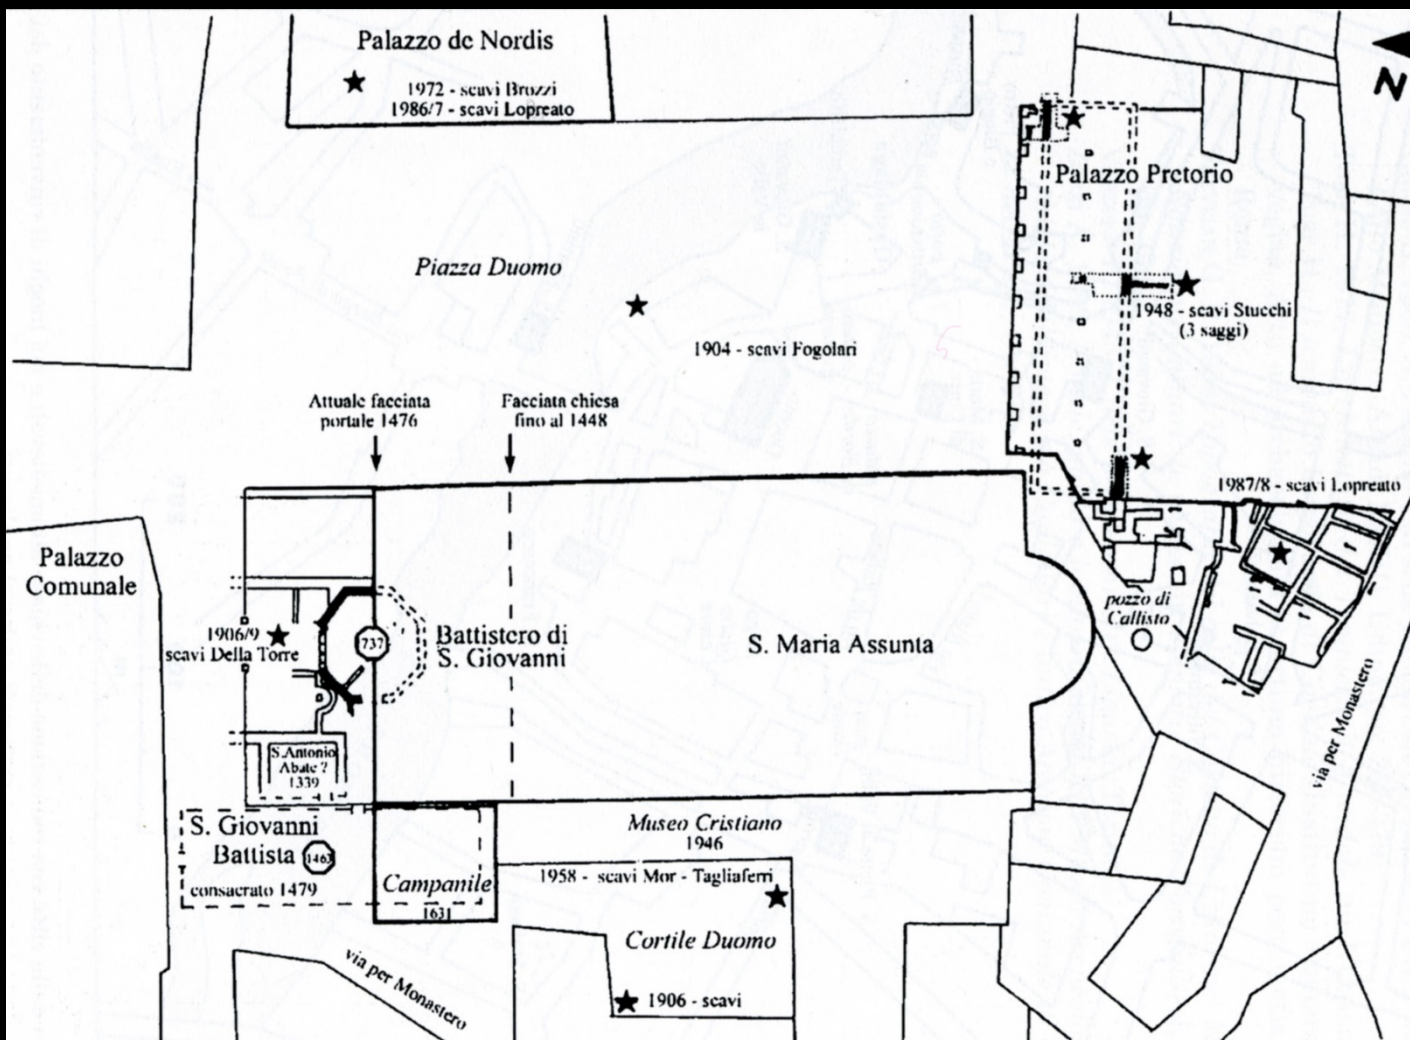 Palazzo de Nordis
1972 - scavi Brozzi
1986/7 - scavi Lopreato
N
Palazzo Pretorio
Piazza Duomo
1948 - scavi Stucchi
(3 saggi)
1904 - scavi Fogolari
Attuale facciata
portale 1476
Facciata chiesa
fino al 1448
1987/8 - scavi Lopreato
Palazzo
Comunale
1906/9
scavi Della Torre
737
Battistero di
S. Giovanni
S. Maria Assunta
pozzo di
Callisto
via per Monastero
S. Antonio
Abate ?
1339
S. Giovanni
Battista
1463
consacrato 1479
Campanile
1631
Museo Cristiano
1946
1958 - scavi Mor - Tagliaferri
Cortile Duomo
1906 - scavi
via per Monastero